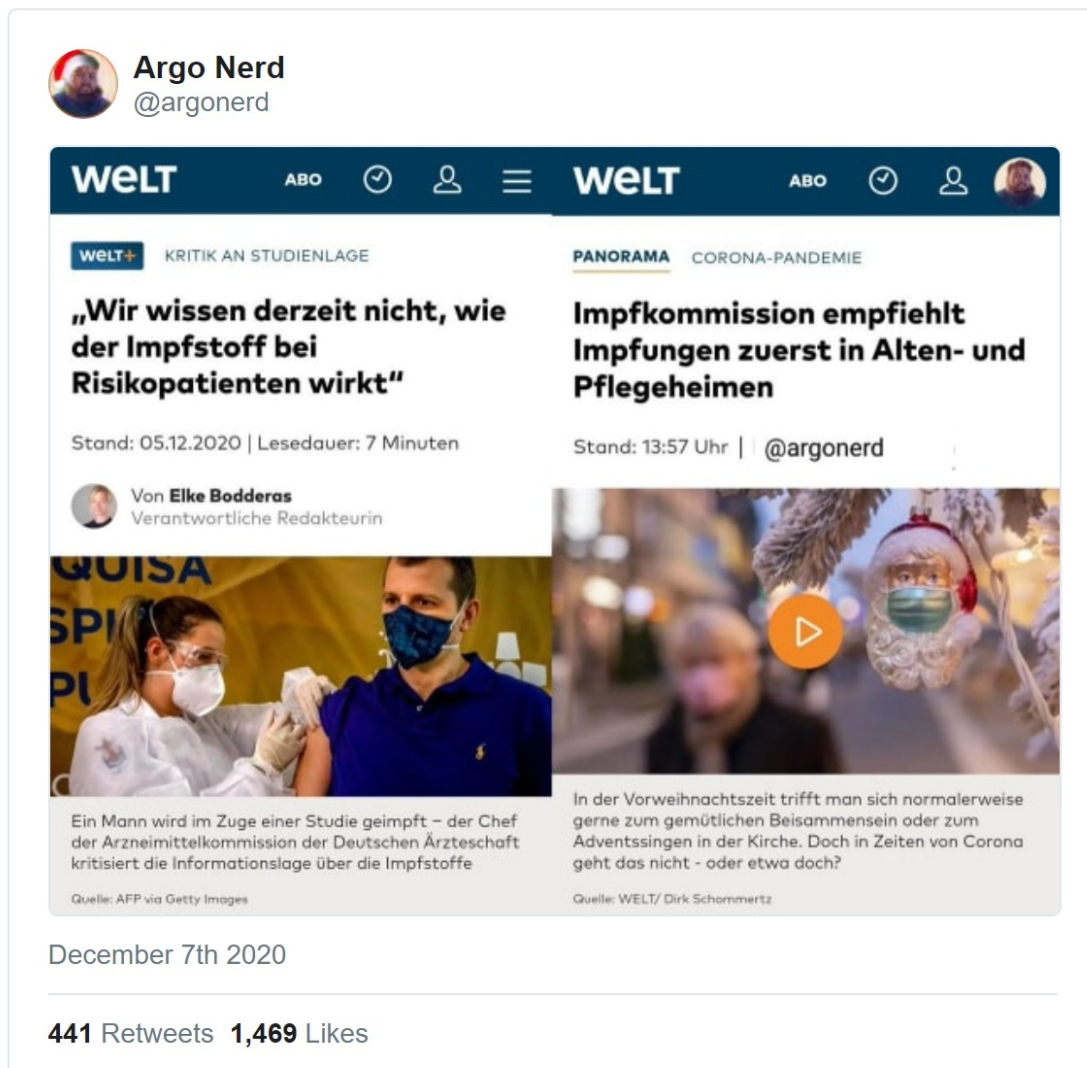 Argo Nerd
@argonerd
WELT ABO
WELT+ KRITIK AN STUDIENLAGE
„Wir wissen derzeit nicht, wie
der Impfstoff bei
Risikopatienten wirkt“
Stand: 05.12.2020 | Lesedauer: 7 Minuten
Von Elke Bodderas
Verantwortliche Redakteurin
QUISA
SPI
PU
Ein Mann wird im Zuge einer Studie geimpft – der Chef
der Arzneimittelkommission der Deutschen Ärzteschaft
kritisiert die Informationslage über die Impfstoffe
Quelle: AFP via Getty Images
WELT ABO
PANORAMA CORONA-PANDEMIE
Impfkommission empfiehlt
Impfungen zuerst in Alten- und
Pflegeheimen
Stand: 13:57 Uhr | @argonerd
In der Vorweihnachtszeit trifft man sich normalerweise
gerne zum gemütlichen Beisammensein oder zum
Adventssingen in der Kirche. Doch in Zeiten von Corona
geht das nicht - oder etwa doch?
Quelle: WELT/ Dirk Schommertz
December 7th 2020
441 Retweets 1,469 Likes